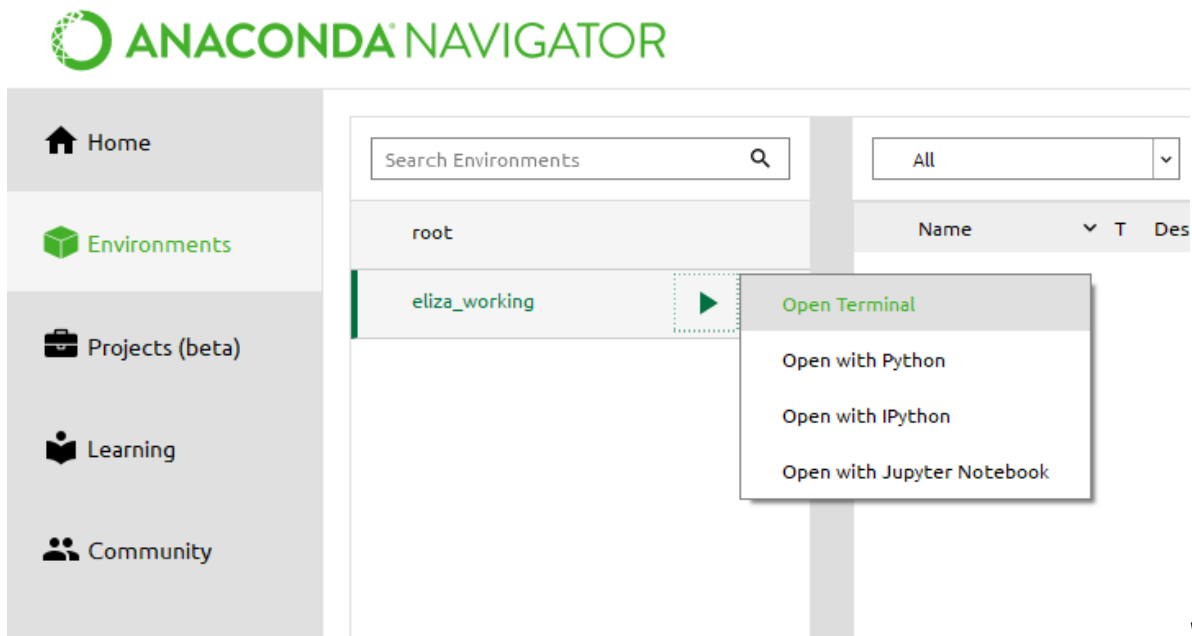 ANACONDA NAVIGATOR
Home
Environments
Projects (beta)
Learning
Community
Search Environments
root
eliza_working
Open Terminal
Open with Python
Open with IPython
Open with Jupyter Notebook
All
Name T Des